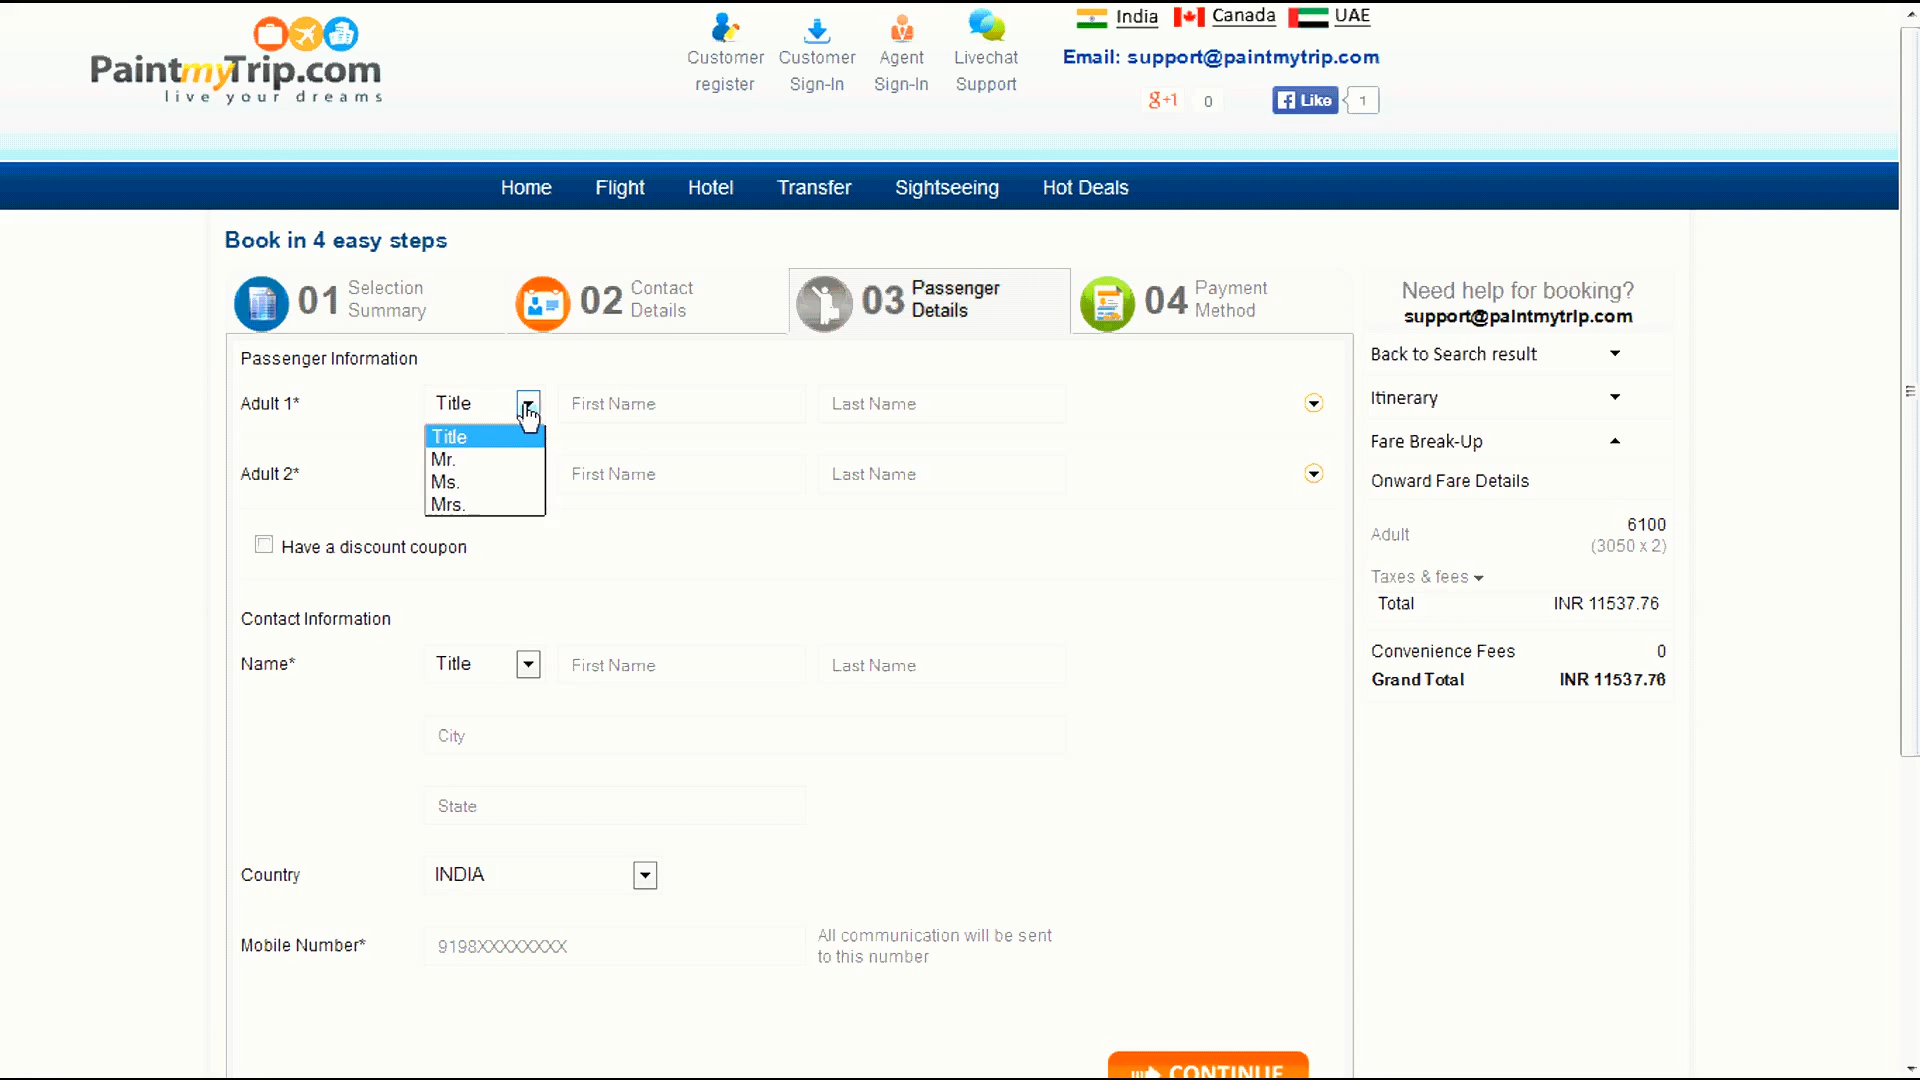 PaintmyTrip.com
live your dreams
Customer register
Customer Sign-In
Agent Sign-In
Livechat Support
India Canada UAE
Email: support@paintmytrip.com
g+1 0
Like 1
Home Flight Hotel Transfer Sightseeing Hot Deals
Book in 4 easy steps
01 Selection Summary
02 Contact Details
03 Passenger Details
04 Payment Method
Passenger Information
Adult 1* Title First Name Last Name
Title
Mr.
Ms.
Mrs.
Adult 2* First Name Last Name
Have a discount coupon
Contact Information
Name* Title First Name Last Name
City
State
Country INDIA
Mobile Number* 9198XXXXXXXX
All communication will be sent
to this number
CONTINUE
Need help for booking?
support@paintmytrip.com
Back to Search result
Itinerary
Fare Break-Up
Onward Fare Details
Adult 6100
(3050 x 2)
Taxes & fees
Total INR 11537.76
Convenience Fees 0
Grand Total INR 11537.76